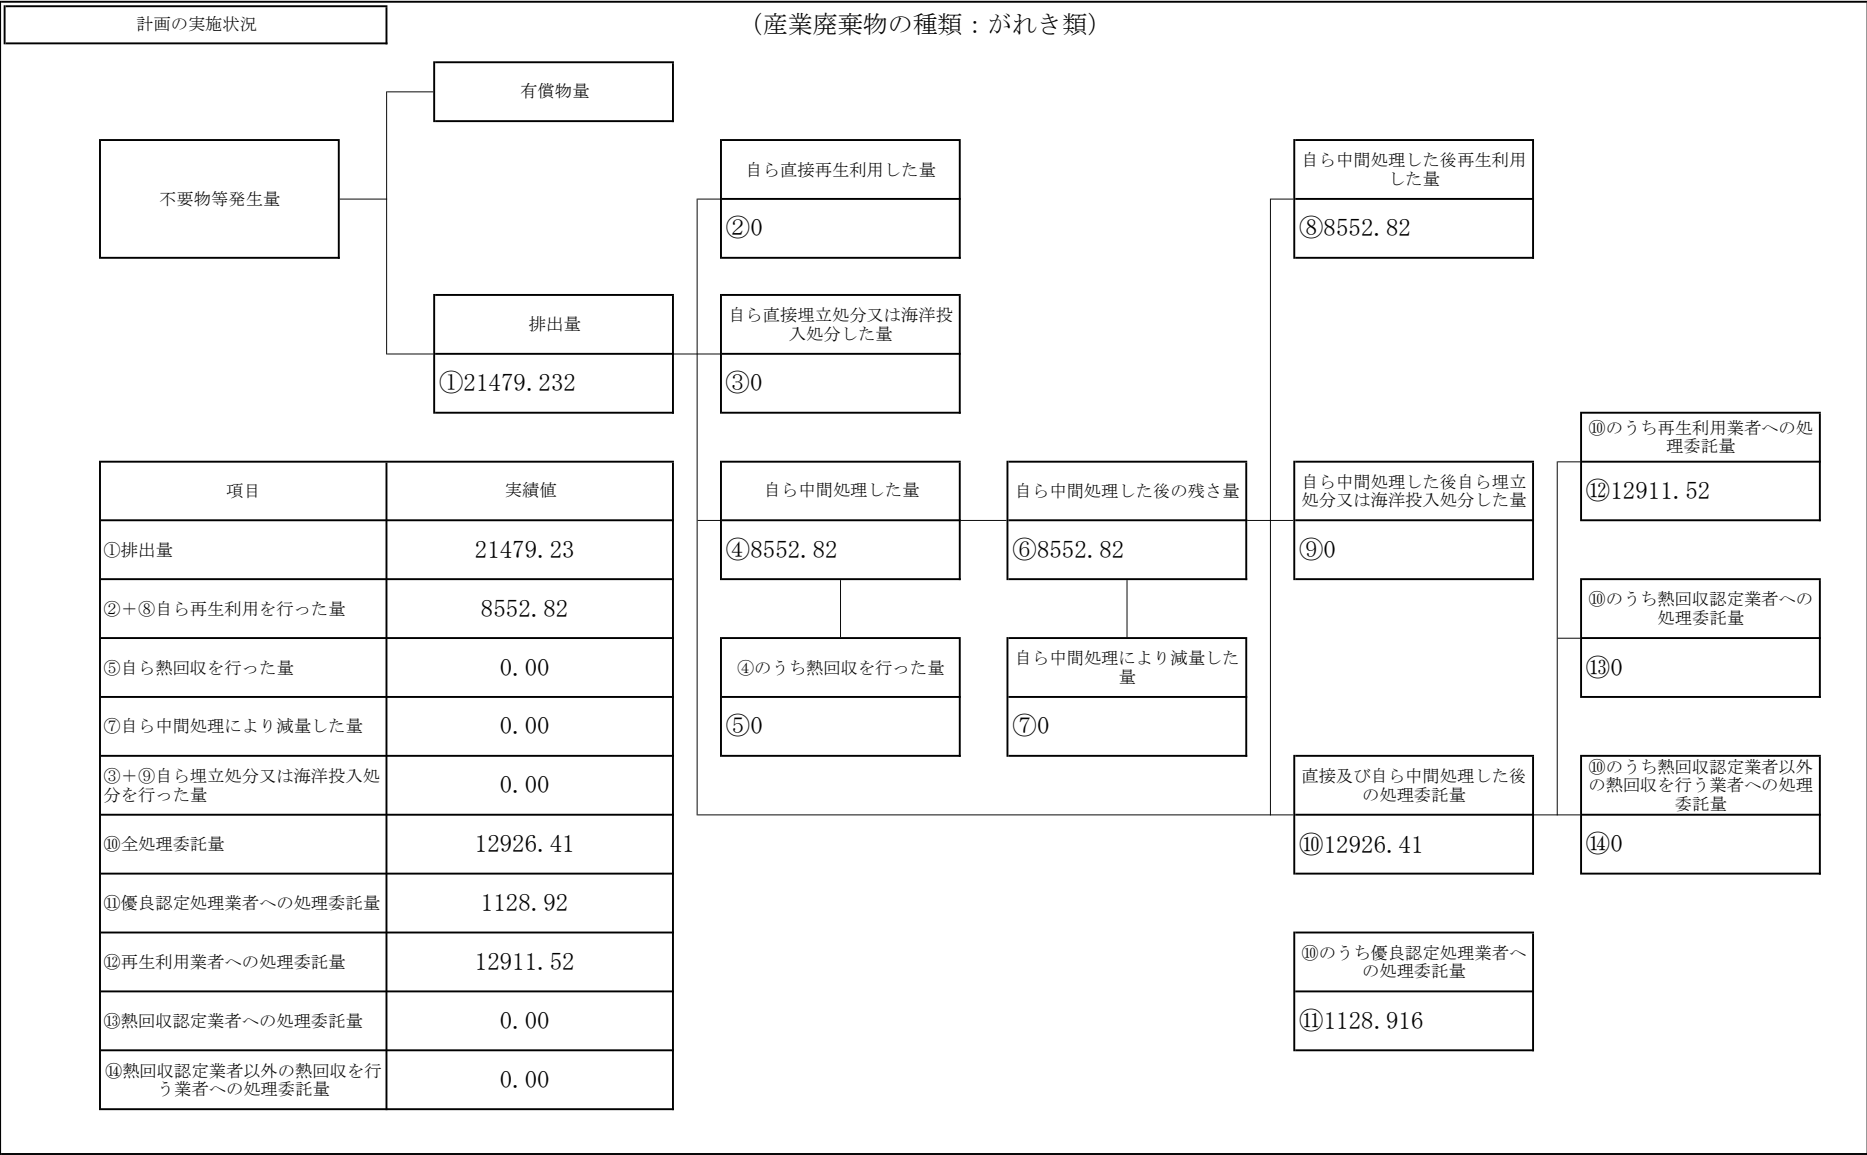 計画の実施状況
（産業廃棄物の種類：がれき類）
有償物量
不要物等発生量
自ら直接再生利用した量
②0
自ら中間処理した後再生利用
した量
⑧8552.82
排出量
①21479.232
自ら直接埋立処分又は海洋投
入処分した量
③0
⑩のうち再生利用業者への処
理委託量
⑫12911.52
自ら中間処理した量
④8552.82
自ら中間処理した後の残さ量
⑥8552.82
自ら中間処理した後自ら埋立
処分又は海洋投入処分した量
⑨0
⑩のうち熱回収認定業者への
処理委託量
⑬0
④のうち熱回収を行った量
⑤0
自ら中間処理により減量した
量
⑦0
直接及び自ら中間処理した後
の処理委託量
⑩12926.41
⑩のうち熱回収認定業者以外
の熱回収を行う業者への処理
委託量
⑭0
⑩のうち優良認定処理業者へ
の処理委託量
⑪1128.916
項目 実績値
①排出量 21479.23
②＋⑧自ら再生利用を行った量 8552.82
⑤自ら熱回収を行った量 0.00
⑦自ら中間処理により減量した量 0.00
③＋⑨自ら埋立処分又は海洋投入処
分を行った量 0.00
⑩全処理委託量 12926.41
⑪優良認定処理業者への処理委託量 1128.92
⑫再生利用業者への処理委託量 12911.52
⑬熱回収認定業者への処理委託量 0.00
⑭熱回収認定業者以外の熱回収を行
う業者への処理委託量 0.00